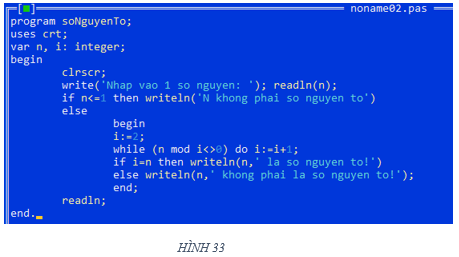 noname02.pas
program soNguyenTo;
uses crt;
var n, i: integer;
begin
clrscr;
write('Nhap vao 1 so nguyen: '); readln(n);
if n<=1 then writeln('N khong phai so nguyen to')
else
begin
i:=2;
while (n mod i<>0) do i:=i+1;
if i=n then writeln(n,' la so nguyen to!')
else writeln(n,' khong phai la so nguyen to!');
end;
readln;
end.
HÌNH 33